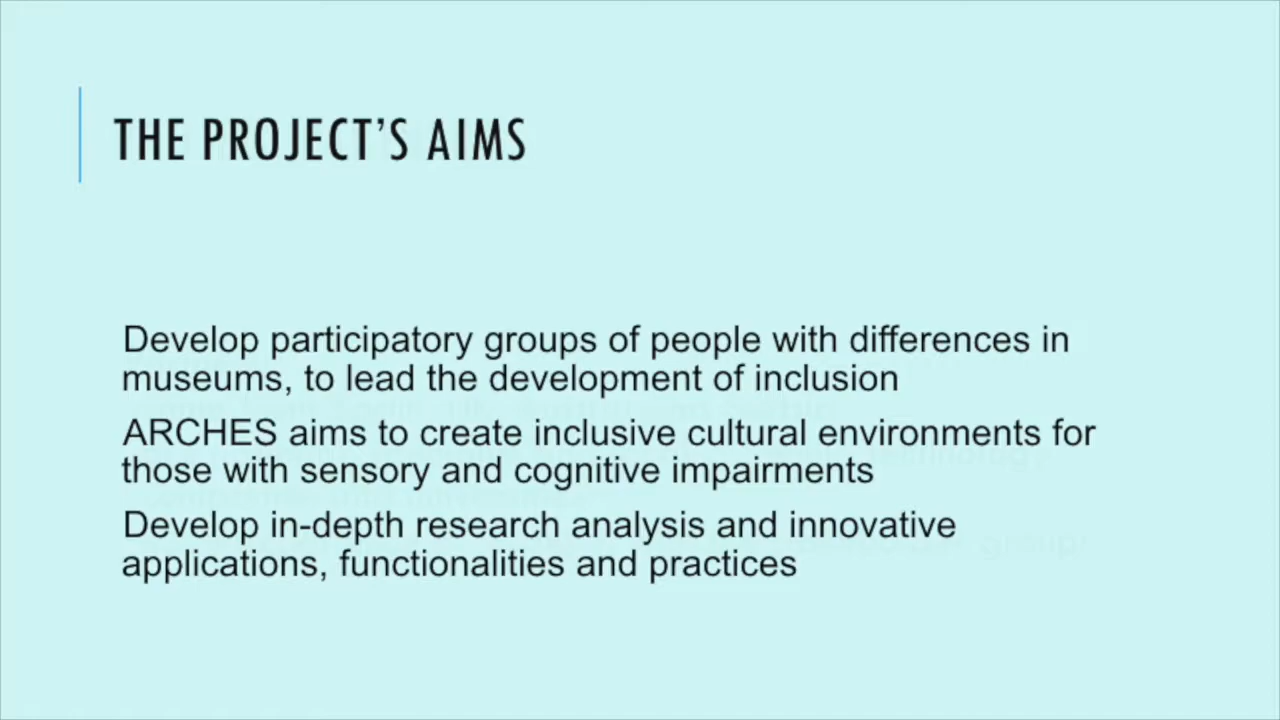 THE PROJECT’S AIMS
Develop participatory groups of people with differences in
museums, to lead the development of inclusion
ARCHES aims to create inclusive cultural environments for
those with sensory and cognitive impairments
Develop in-depth research analysis and innovative
applications, functionalities and practices